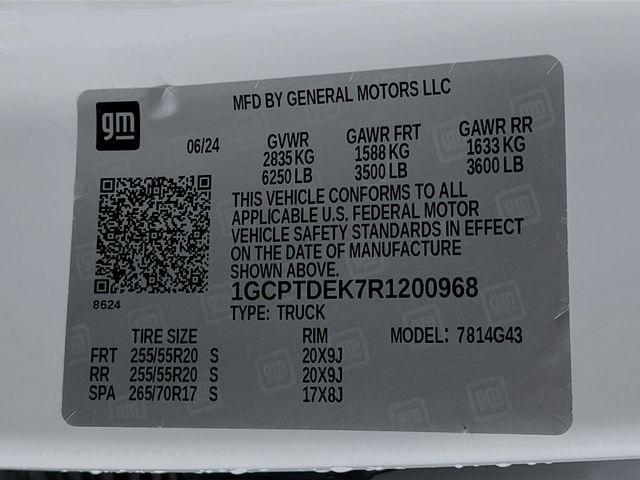 MFD BY GENERAL MOTORS LLC
gm
06/24 GVWR GAWR FRT GAWR RR
2835 KG 1588 KG 1633 KG
6250 LB 3500 LB 3600 LB
THIS VEHICLE CONFORMS TO ALL
APPLICABLE U.S. FEDERAL MOTOR
VEHICLE SAFETY STANDARDS IN EFFECT
ON THE DATE OF MANUFACTURE
SHOWN ABOVE.
8624
1GCPTDEK7R1200968
TYPE: TRUCK
TIRE SIZE RIM MODEL: 7814G43
FRT 255/55R20 S 20X9J
RR 255/55R20 S 20X9J
SPA 265/70R17 S 17X8J